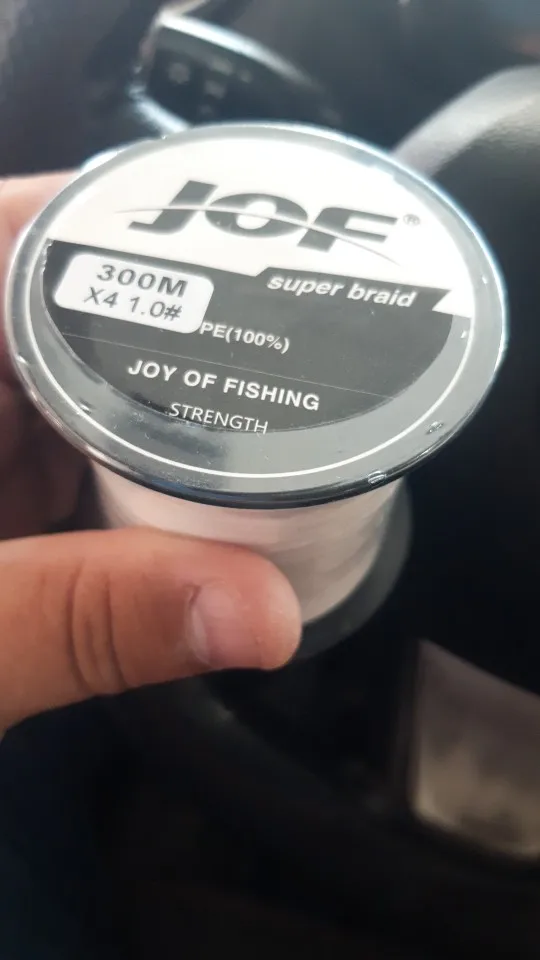 JOF®
super braid
300M
X4 1.0#
PE(100%)
JOY OF FISHING
STRENGTH